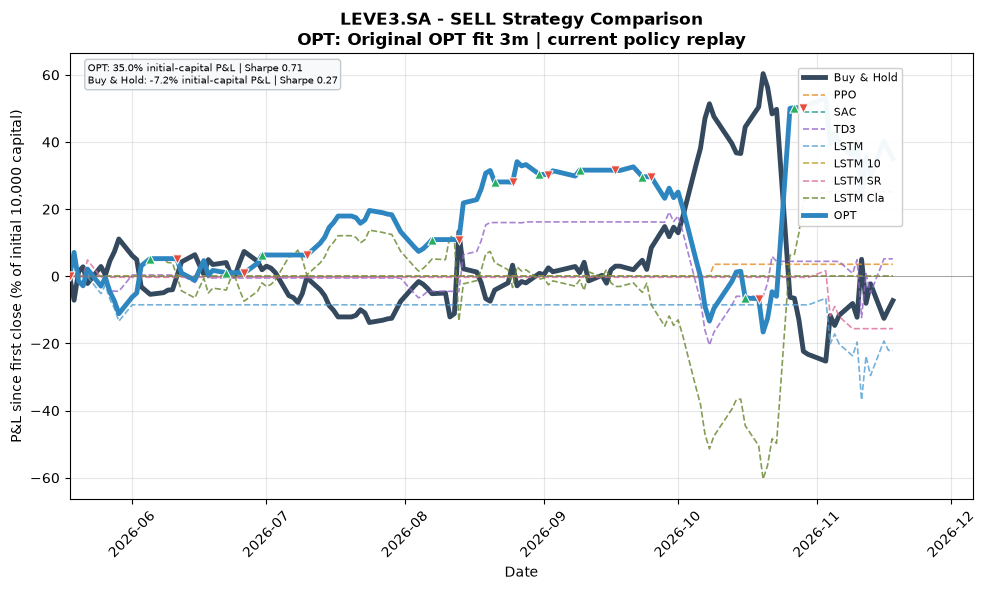 LEVE3.SA - SELL Strategy Comparison
OPT: Original OPT fit 3m | current policy replay
OPT: 35.0% initial-capital P&L | Sharpe 0.71
Buy & Hold: -7.2% initial-capital P&L | Sharpe 0.27
Buy & Hold
PPO
SAC
TD3
LSTM
LSTM 10
LSTM SR
LSTM Cla
OPT
P&L since first close (% of initial 10,000 capital)
60
40
20
0
−20
−40
−60
2026-06
2026-07
2026-08
2026-09
2026-10
2026-11
2026-12
Date